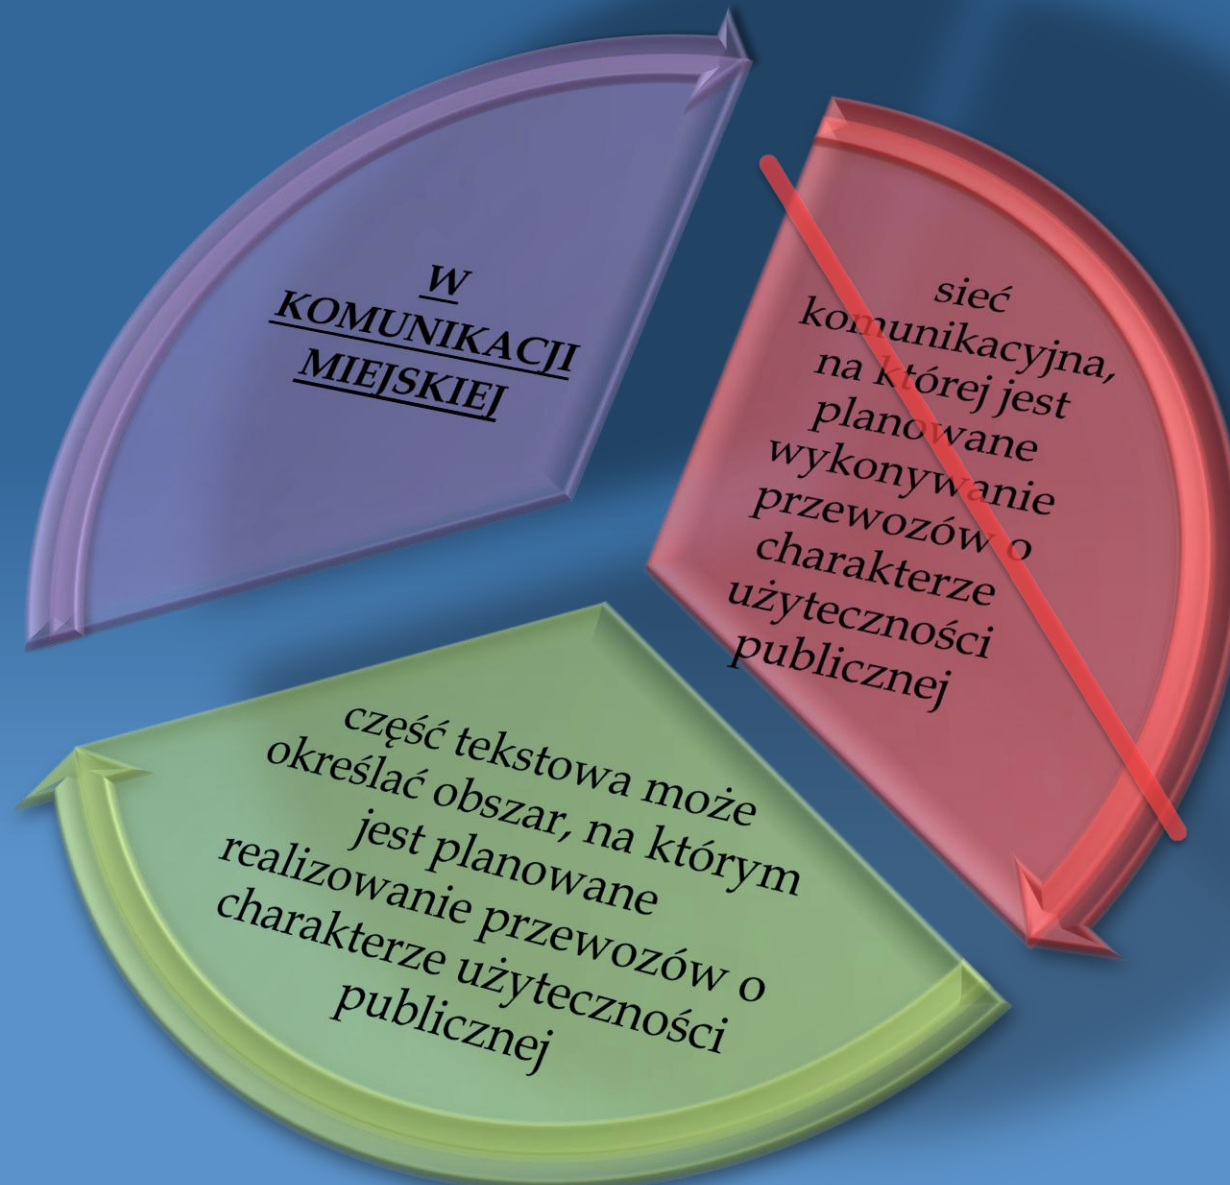 W
KOMUNIKACJI
MIEJSKIEJ
sieć
komunikacyjna,
na której jest
planowane
wykonywanie
przewozów o
charakterze
użyteczności
publicznej
część tekstowa może
określać obszar, na którym
jest planowane
realizowanie przewozów o
charakterze użyteczności
publicznej